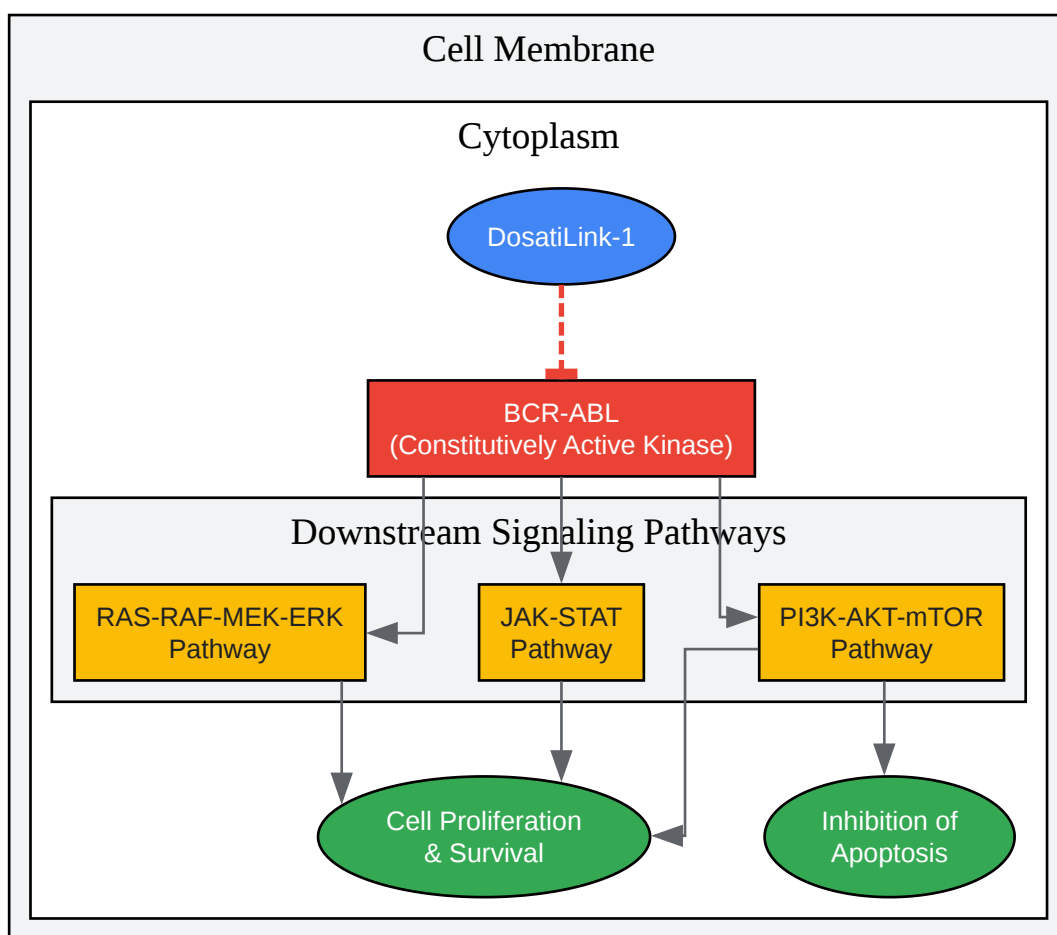 Cell Membrane
Cytoplasm
DosatiLink-1
BCR-ABL
(Constitutively Active Kinase)
Downstream Signaling Pathways
RAS-RAF-MEK-ERK
Pathway
JAK-STAT
Pathway
PI3K-AKT-mTOR
Pathway
Cell Proliferation
& Survival
Inhibition of
Apoptosis